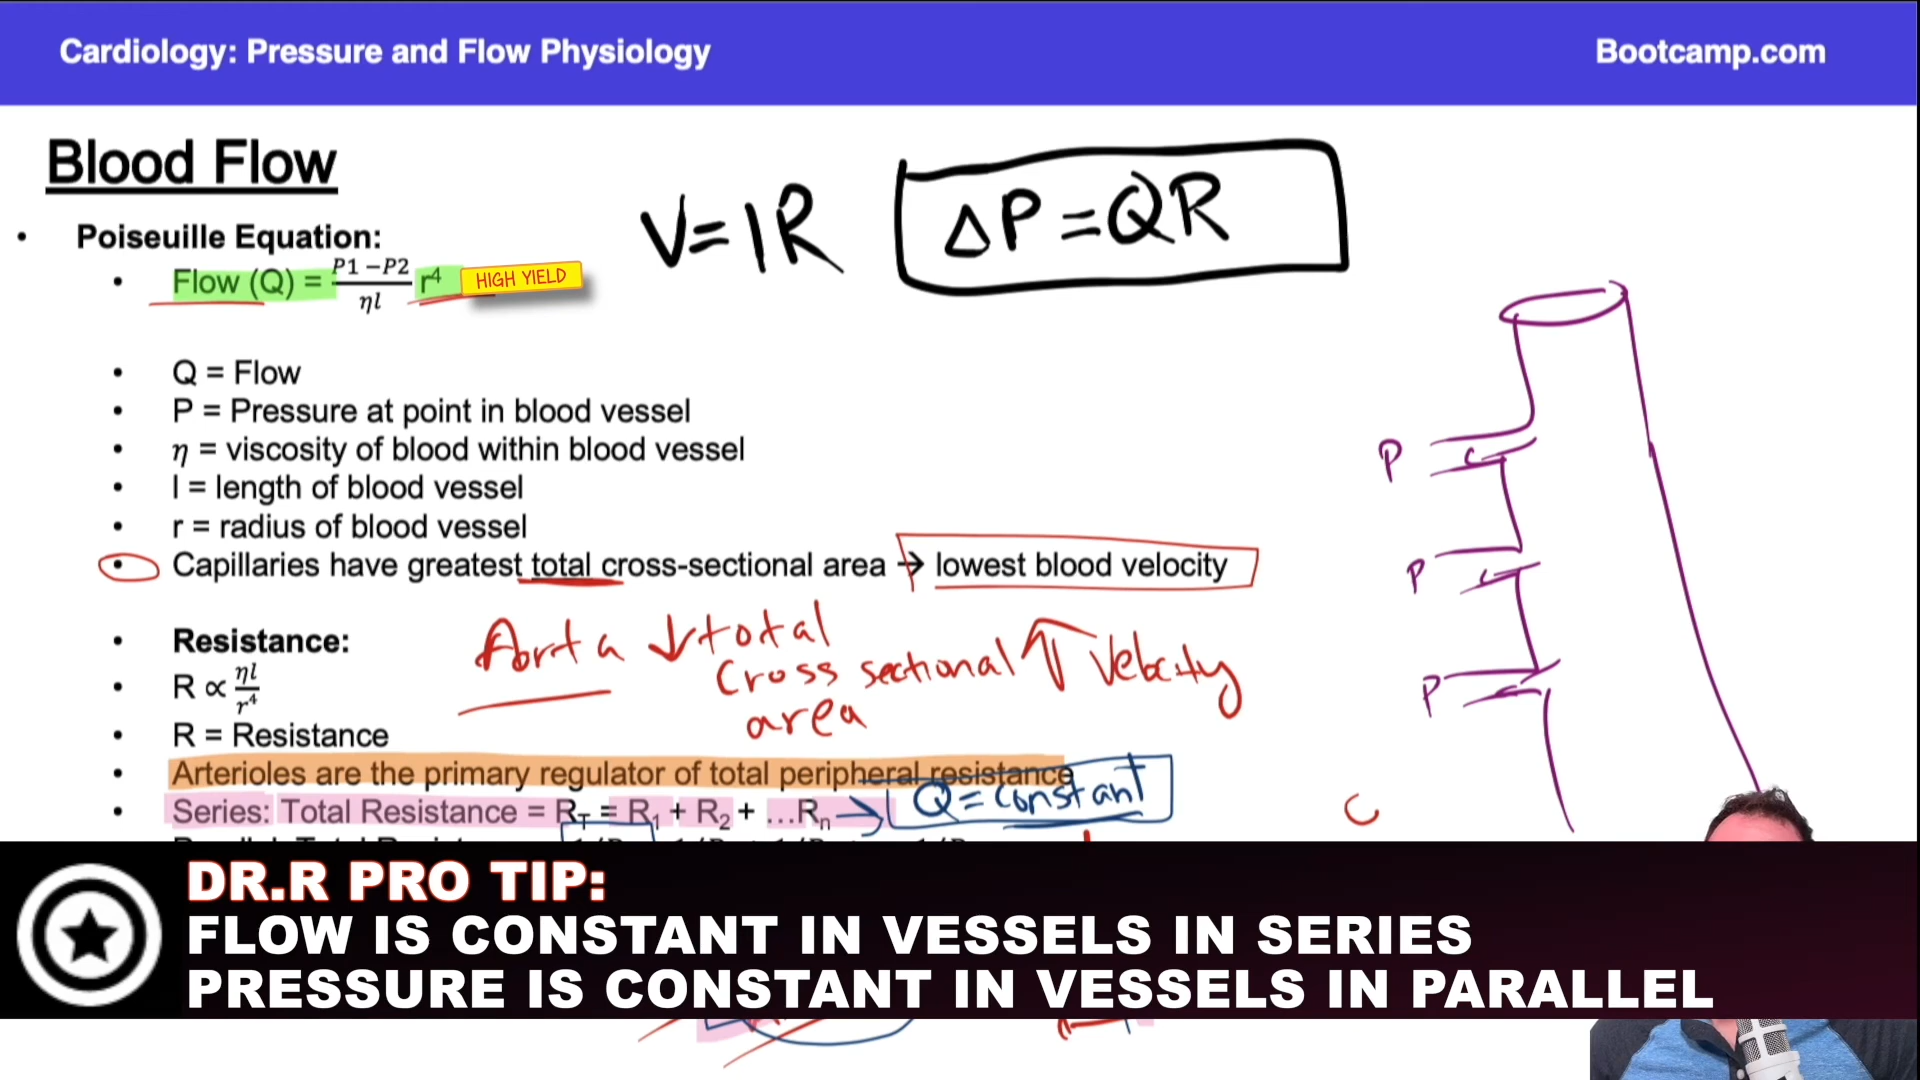 Cardiology: Pressure and Flow Physiology
Bootcamp.com
Blood Flow
V=IR
ΔP=QR
• Poiseuille Equation:
• Flow (Q) = P1−P2/ηl r⁴ HIGH YIELD
• Q = Flow
• P = Pressure at point in blood vessel
• η = viscosity of blood within blood vessel
• l = length of blood vessel
• r = radius of blood vessel
• Capillaries have greatest total cross-sectional area → lowest blood velocity
P
P
P
• Resistance:
Aorta ↓ total cross sectional area ↑ velocity
• R ∝ ηl/r⁴
• R = Resistance
• Arterioles are the primary regulator of total peripheral resistance
• Series: Total Resistance = R_T = R₁ + R₂ + …Rₙ → Q = constant
DR.R PRO TIP:
FLOW IS CONSTANT IN VESSELS IN SERIES
PRESSURE IS CONSTANT IN VESSELS IN PARALLEL